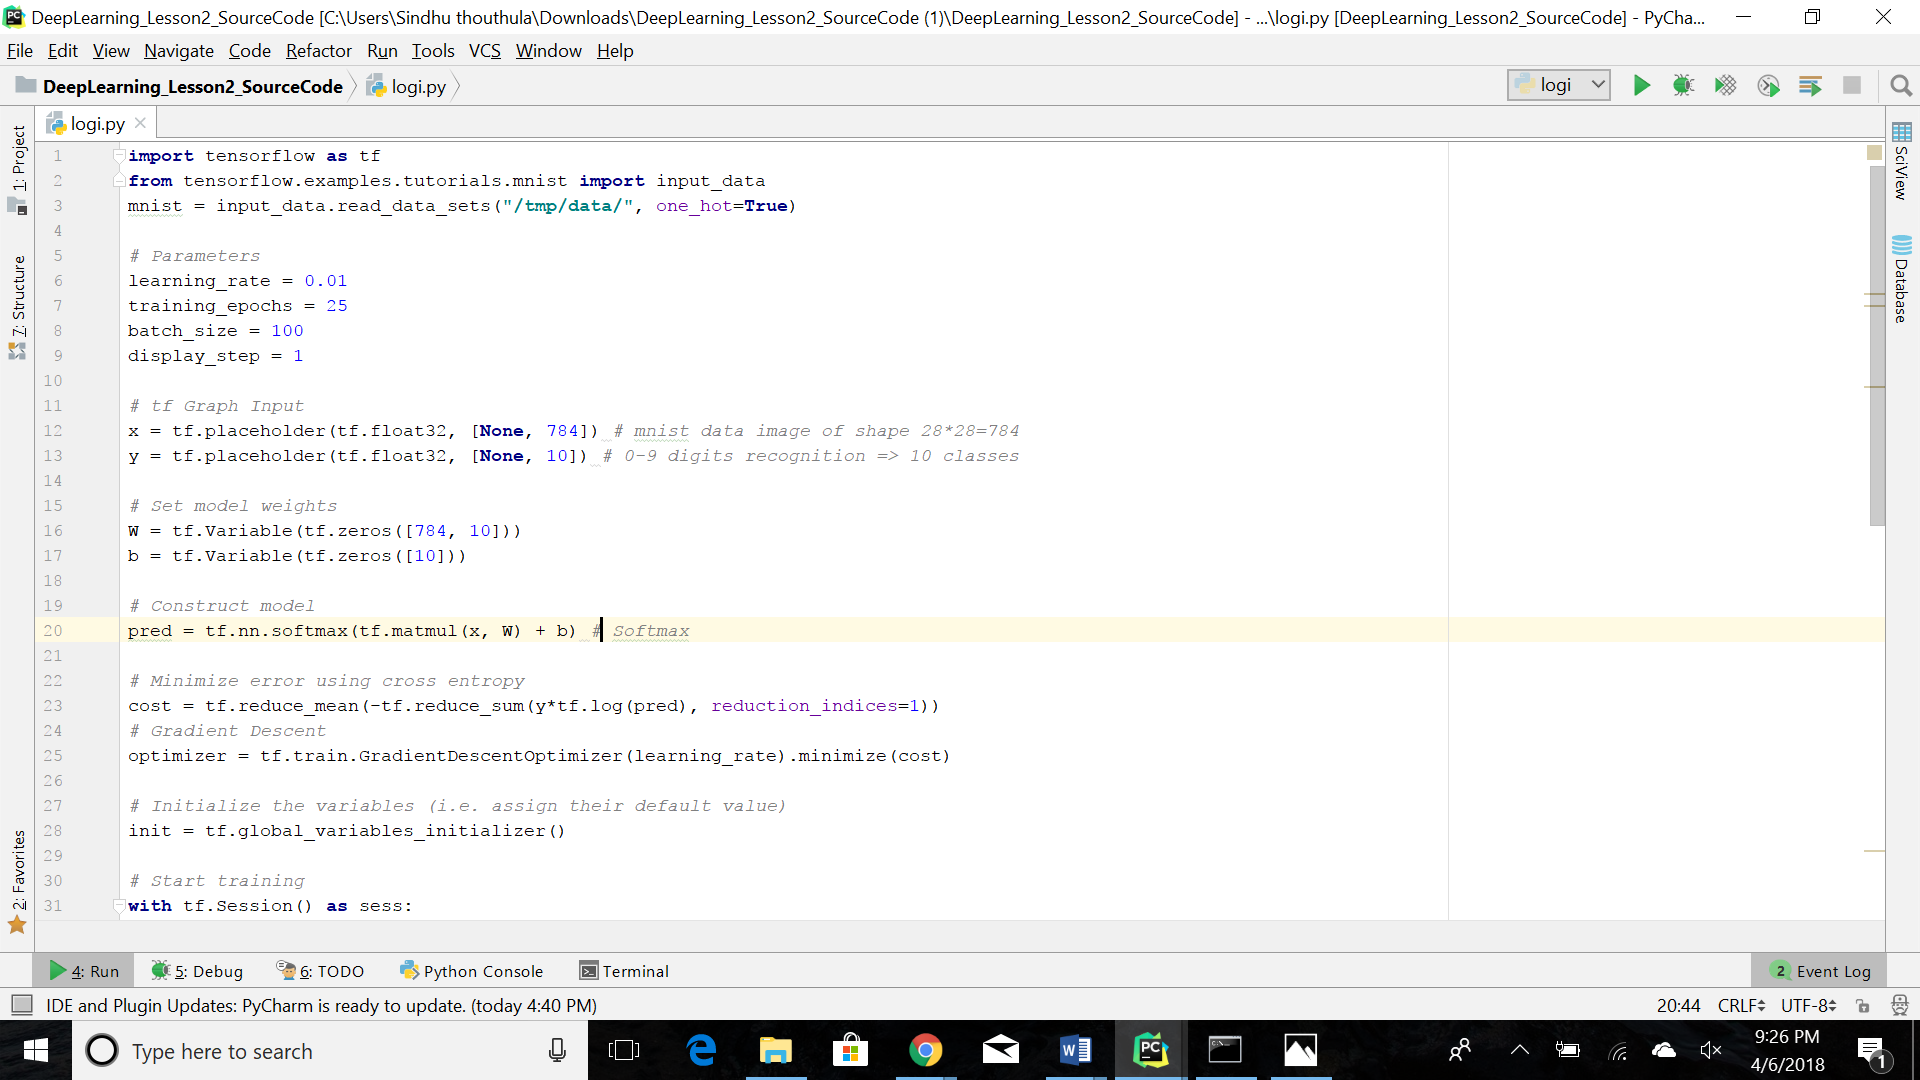 DeepLearning_Lesson2_SourceCode [C:\Users\Sindhu thouthula\Downloads\DeepLearning_Lesson2_SourceCode (1)\DeepLearning_Lesson2_SourceCode] - ...\logi.py [DeepLearning_Lesson2_SourceCode] - PyCha...
File Edit View Navigate Code Refactor Run Tools VCS Window Help
DeepLearning_Lesson2_SourceCode logi.py logi
logi.py
1: Project
7: Structure
2: Favorites
SciView
Database
1 import tensorflow as tf
2 from tensorflow.examples.tutorials.mnist import input_data
3 mnist = input_data.read_data_sets("/tmp/data/", one_hot=True)
4
5 # Parameters
6 learning_rate = 0.01
7 training_epochs = 25
8 batch_size = 100
9 display_step = 1
10
11 # tf Graph Input
12 x = tf.placeholder(tf.float32, [None, 784]) # mnist data image of shape 28*28=784
13 y = tf.placeholder(tf.float32, [None, 10]) # 0-9 digits recognition => 10 classes
14
15 # Set model weights
16 W = tf.Variable(tf.zeros([784, 10]))
17 b = tf.Variable(tf.zeros([10]))
18
19 # Construct model
20 pred = tf.nn.softmax(tf.matmul(x, W) + b) # Softmax
21
22 # Minimize error using cross entropy
23 cost = tf.reduce_mean(-tf.reduce_sum(y*tf.log(pred), reduction_indices=1))
24 # Gradient Descent
25 optimizer = tf.train.GradientDescentOptimizer(learning_rate).minimize(cost)
26
27 # Initialize the variables (i.e. assign their default value)
28 init = tf.global_variables_initializer()
29
30 # Start training
31 with tf.Session() as sess:
4: Run 5: Debug 6: TODO Python Console Terminal 2 Event Log
IDE and Plugin Updates: PyCharm is ready to update. (today 4:40 PM) 20:44 CRLF UTF-8
Type here to search
9:26 PM
4/6/2018
1